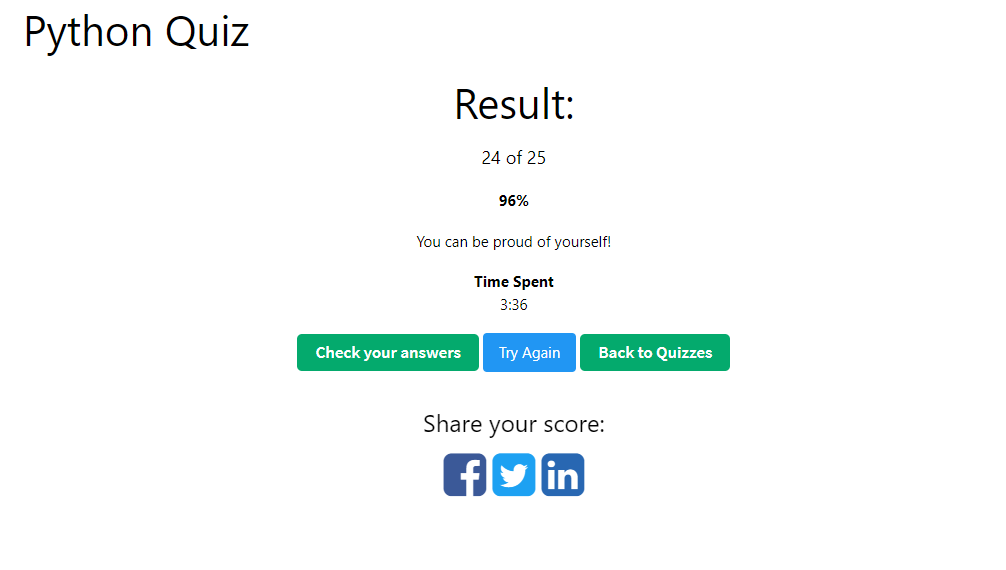 Python Quiz
Result:
24 of 25
96%
You can be proud of yourself!
Time Spent
3:36
Check your answers Try Again Back to Quizzes
Share your score:
f in